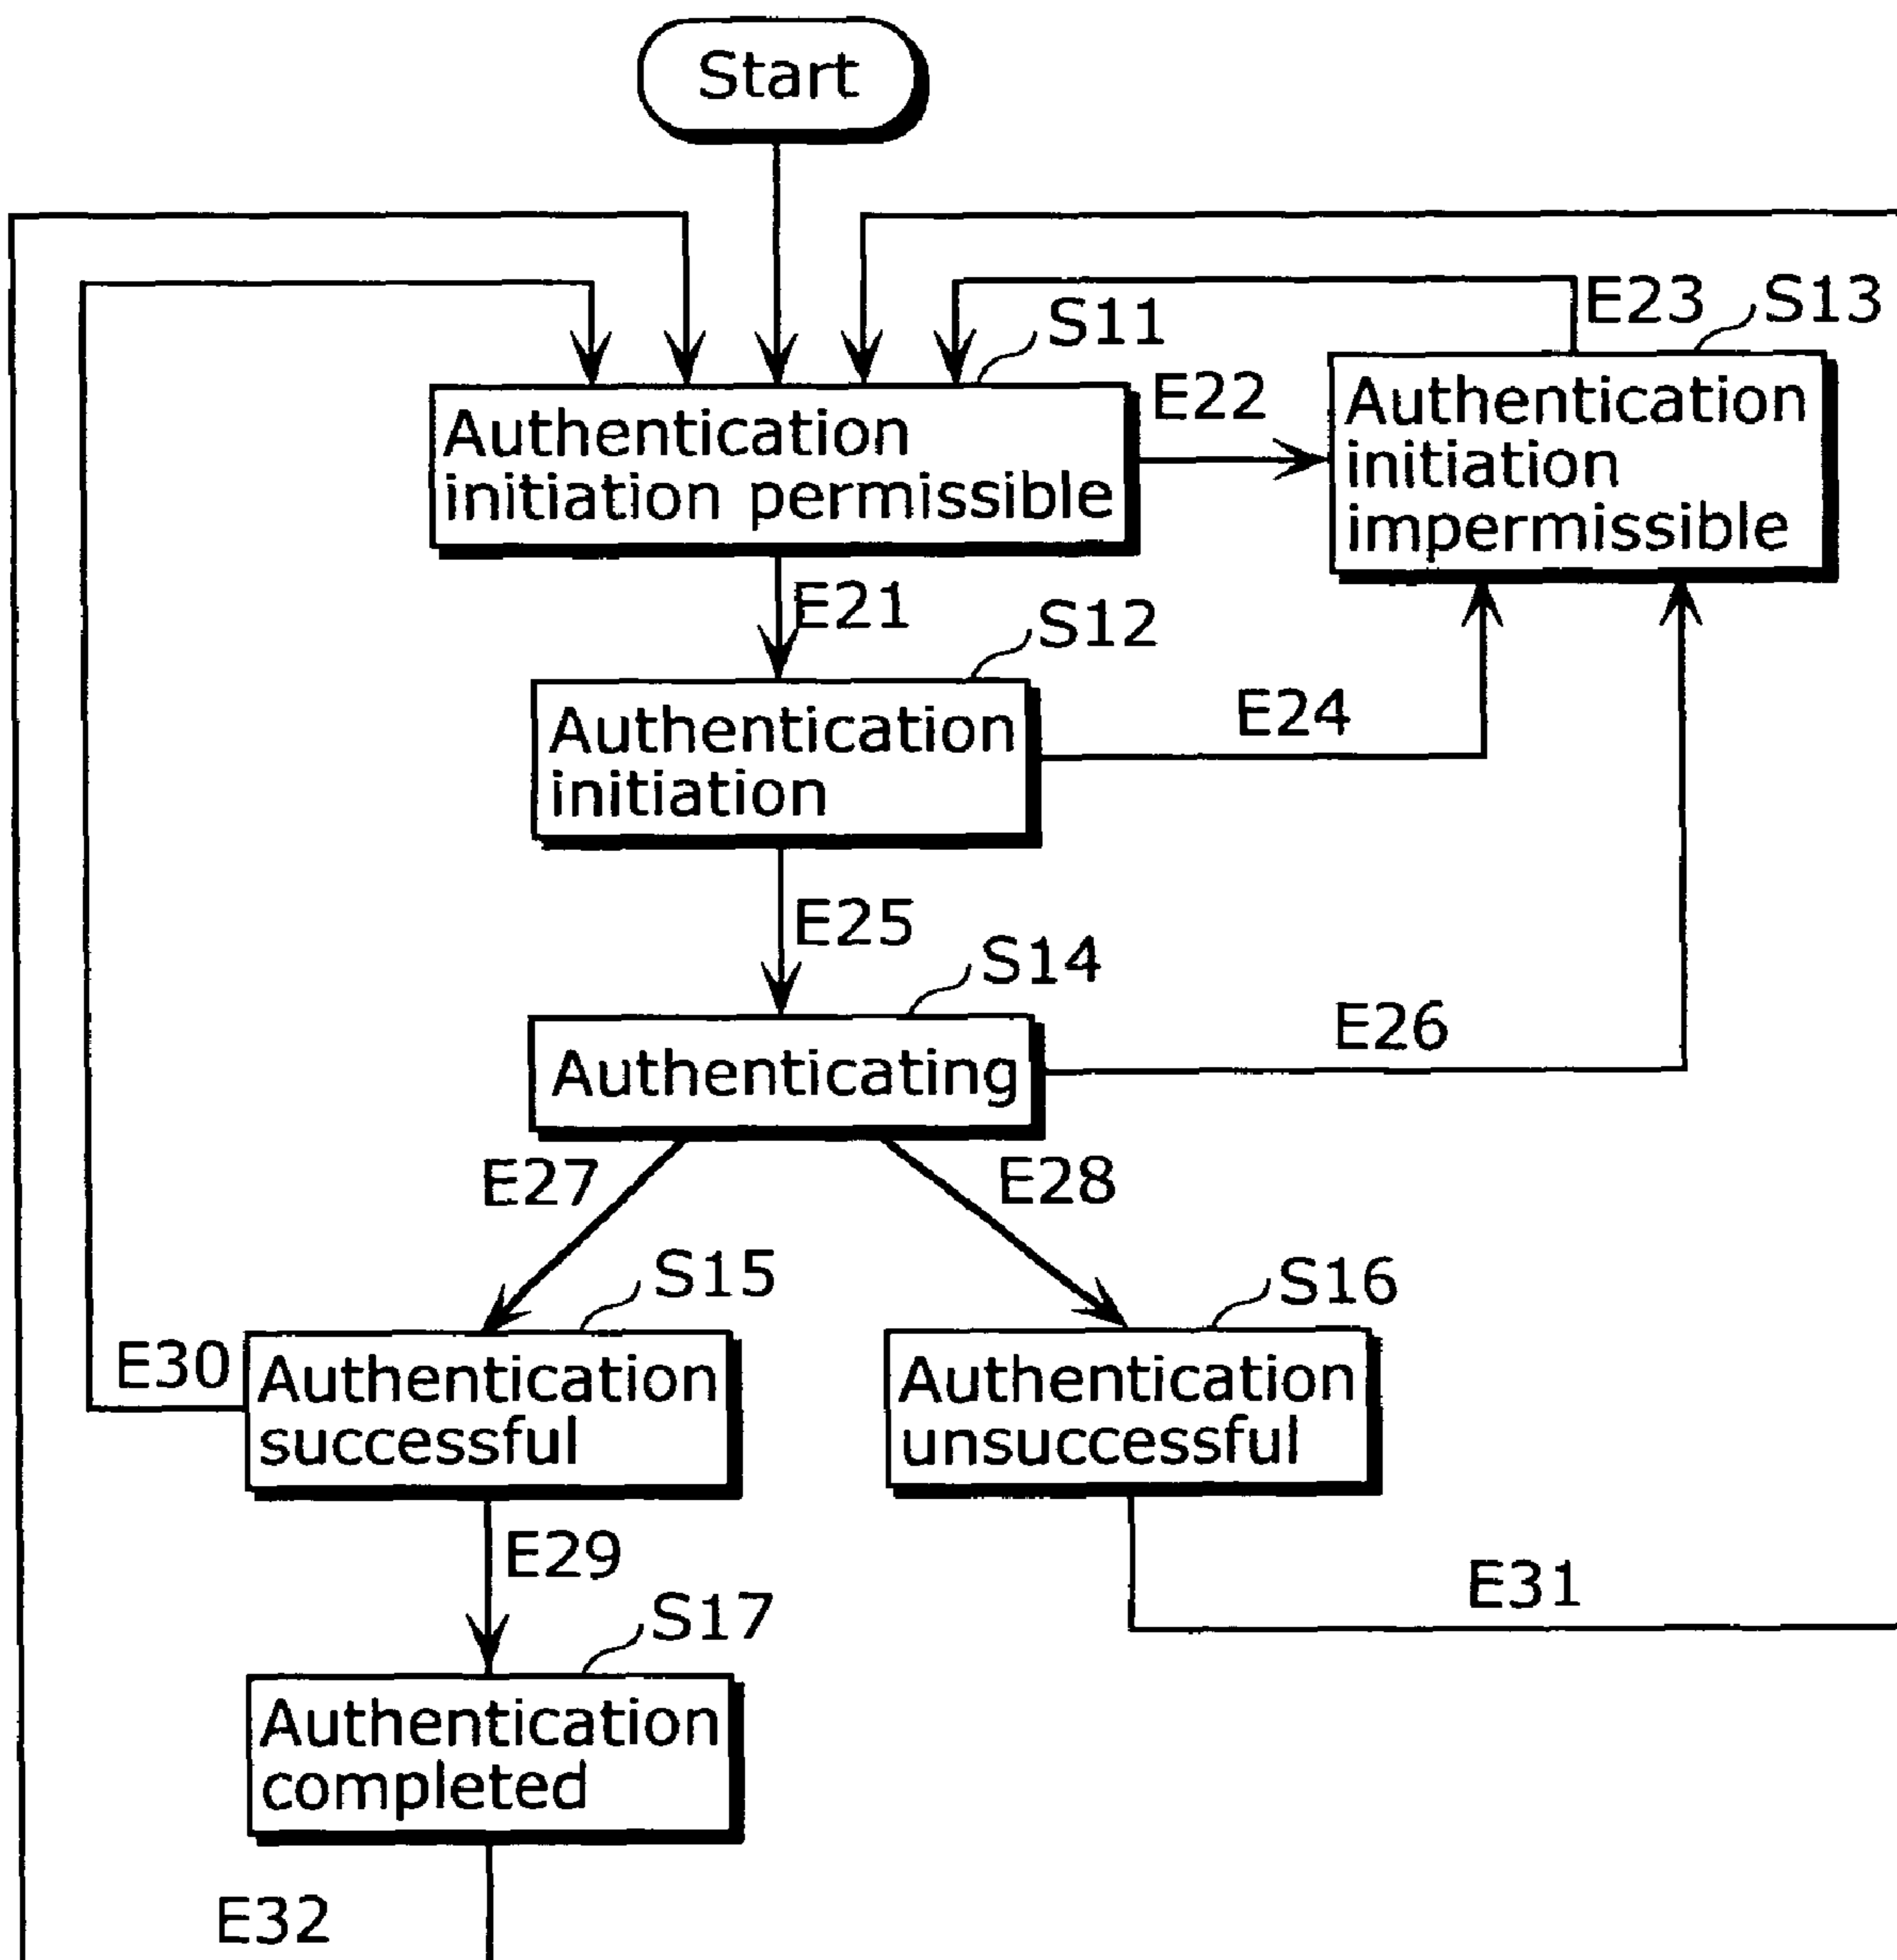 Start
E23
S13
S11
E22
Authentication
initiation permissible
Authentication
initiation
impermissible
E21
S12
E24
Authentication
initiation
E25
S14
E26
Authenticating
E27
E28
S15
S16
E30
Authentication
successful
Authentication
unsuccessful
E29
E31
S17
Authentication
completed
E32